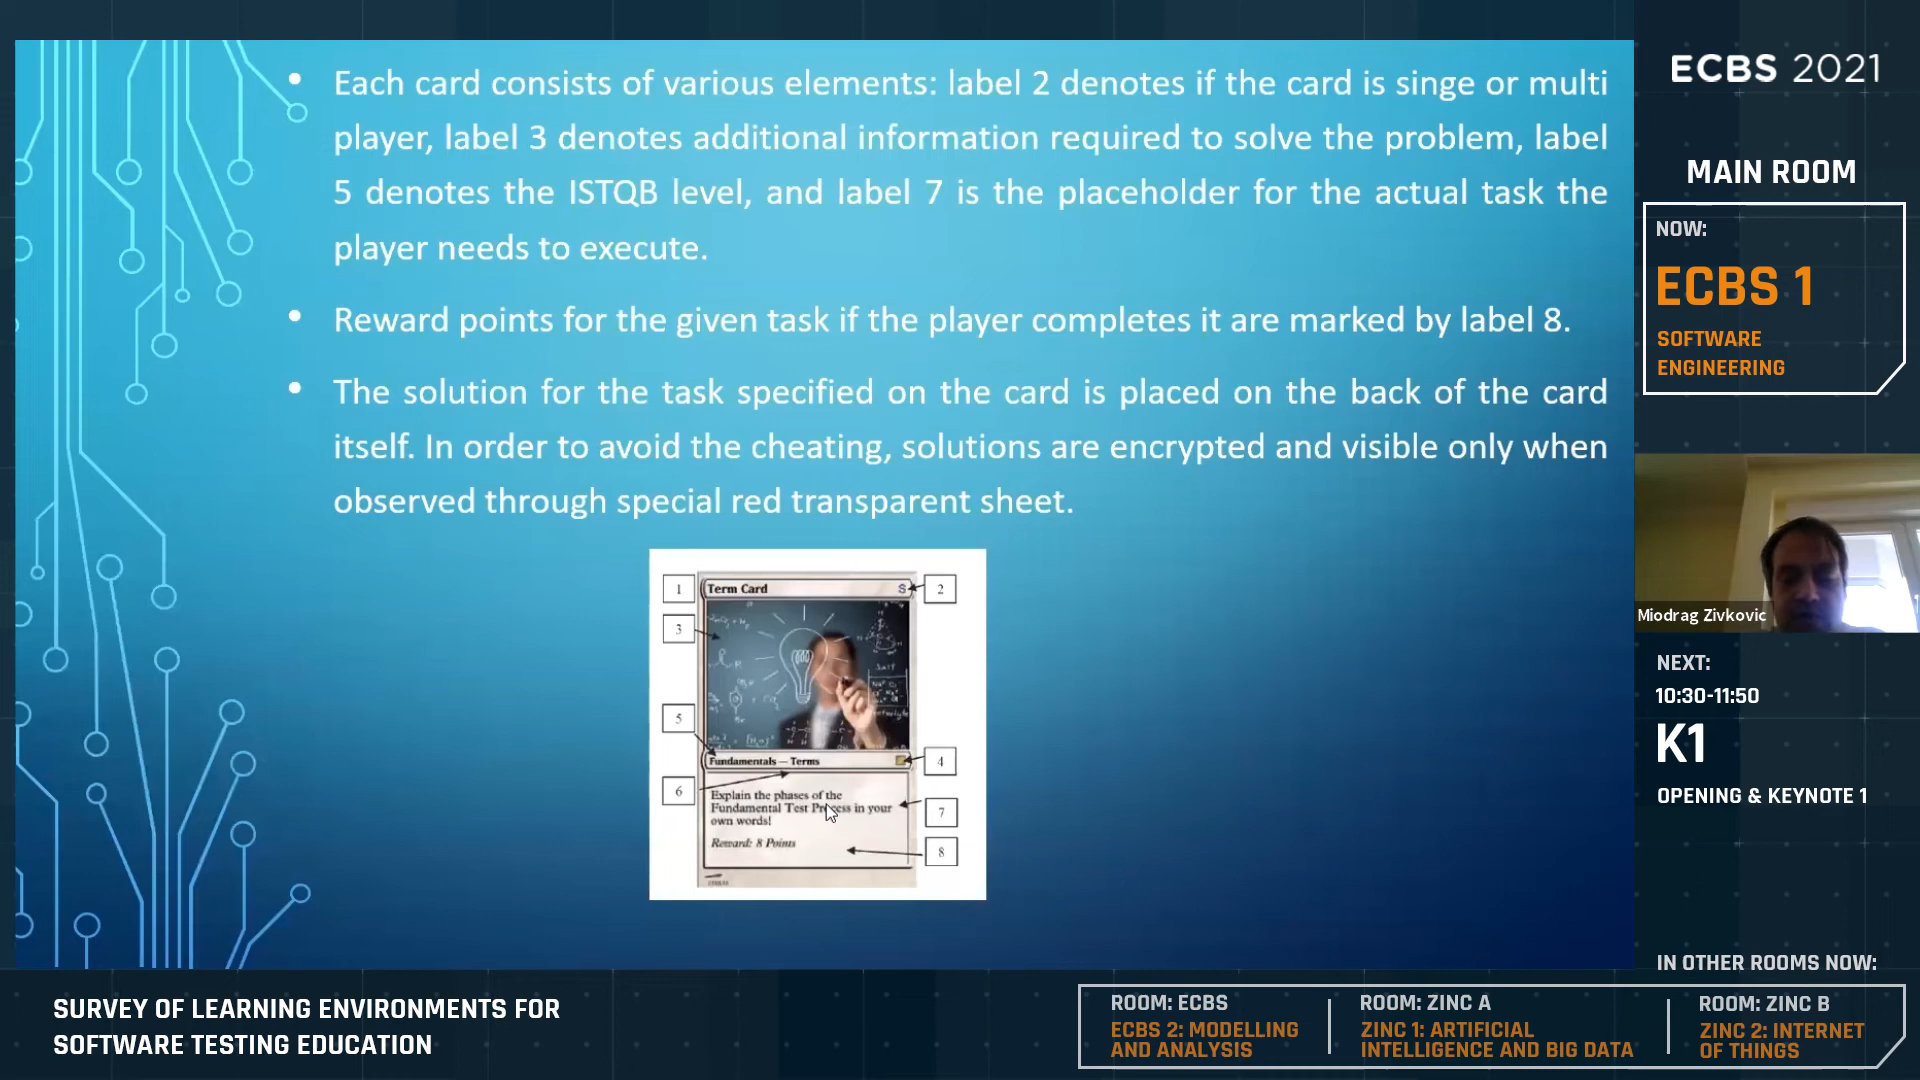 • Each card consists of various elements: label 2 denotes if the card is singe or multi
player, label 3 denotes additional information required to solve the problem, label
5 denotes the ISTQB level, and label 7 is the placeholder for the actual task the
player needs to execute.
• Reward points for the given task if the player completes it are marked by label 8.
• The solution for the task specified on the card is placed on the back of the card
itself. In order to avoid the cheating, solutions are encrypted and visible only when
observed through special red transparent sheet.
1
Term Card
S
2
3
5
Fundamentals – Terms
4
6
Explain the phases of the
Fundamental Test Process in your
own words!
7
Reward: 8 Points
8
ECBS 2021
MAIN ROOM
NOW:
ECBS 1
SOFTWARE
ENGINEERING
Miodrag Zivkovic
NEXT:
10:30-11:50
K1
OPENING & KEYNOTE 1
IN OTHER ROOMS NOW:
SURVEY OF LEARNING ENVIRONMENTS FOR
SOFTWARE TESTING EDUCATION
ROOM: ECBS
ECBS 2: MODELLING
AND ANALYSIS
ROOM: ZINC A
ZINC 1: ARTIFICIAL
INTELLIGENCE AND BIG DATA
ROOM: ZINC B
ZINC 2: INTERNET
OF THINGS